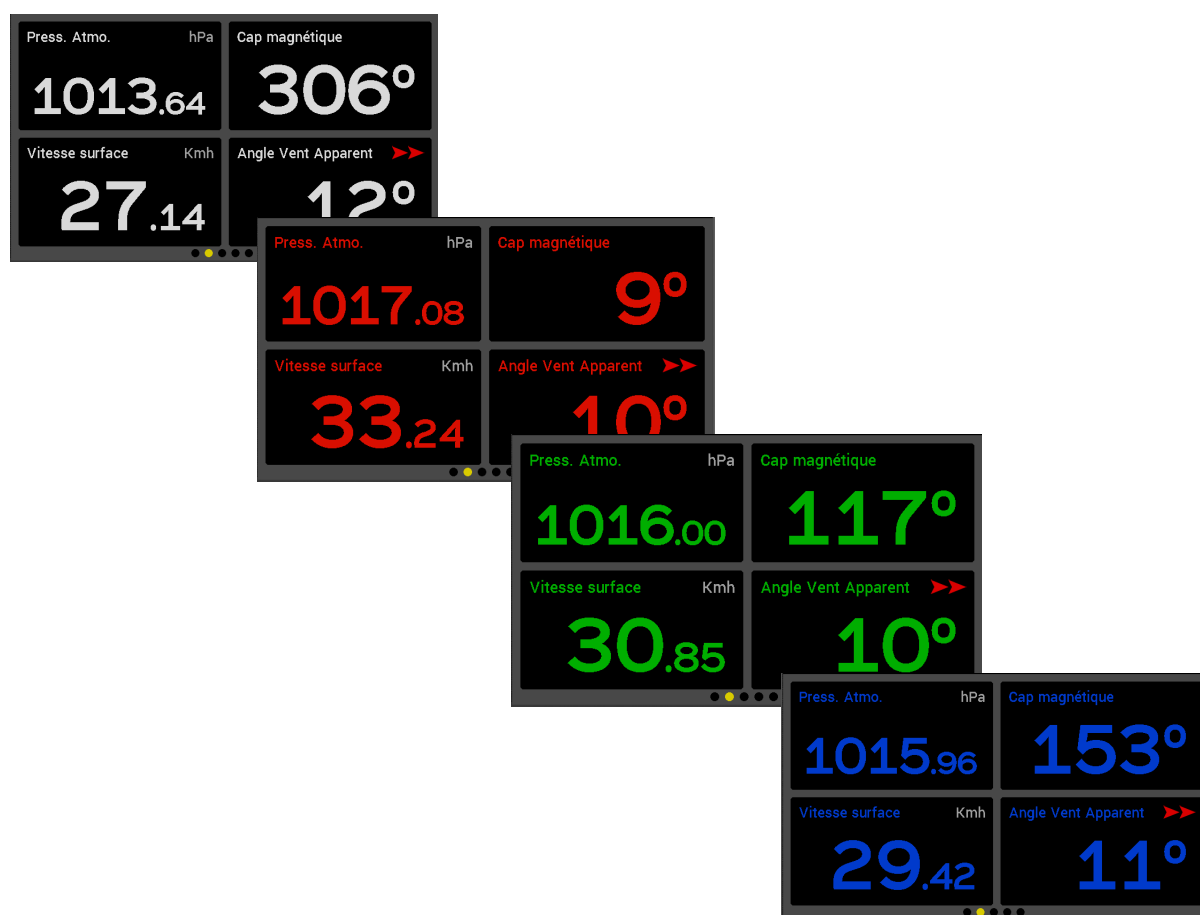 Press. Atmo. hPa
1013.64
Cap magnétique
306°
Vitesse surface Kmh
27.14
Angle Vent Apparent
12°
Press. Atmo. hPa
1017.08
Cap magnétique
9°
Vitesse surface Kmh
33.24
Angle Vent Apparent
10°
Press. Atmo. hPa
1016.00
Cap magnétique
117°
Vitesse surface Kmh
30.85
Angle Vent Apparent
10°
Press. Atmo. hPa
1015.96
Cap magnétique
153°
Vitesse surface Kmh
29.42
Angle Vent Apparent
11°